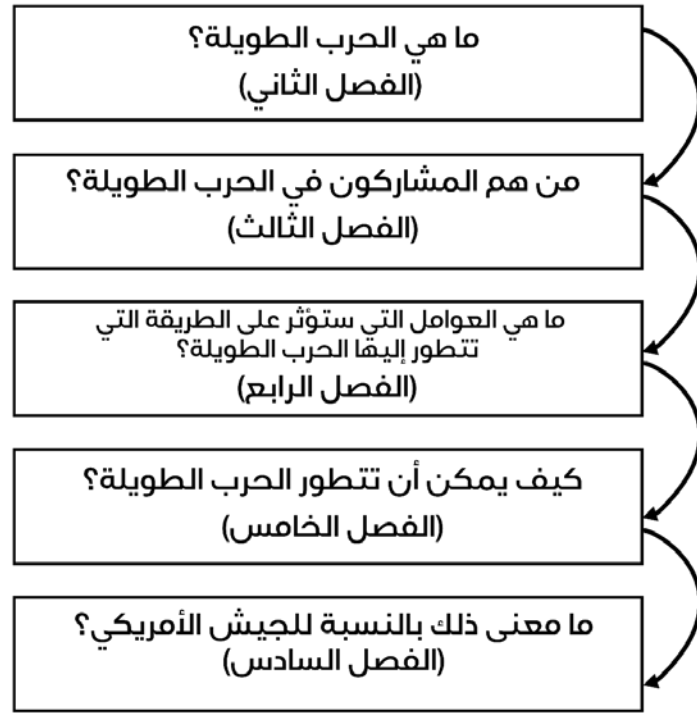 ما هي الحرب الطويلة؟
(الفصل الثاني)
من هم المشاركون في الحرب الطويلة؟
(الفصل الثالث)
ما هي العوامل التي ستؤثر على الطريقة التي
تتطور إليها الحرب الطويلة؟
(الفصل الرابع)
كيف يمكن أن تتطور الحرب الطويلة؟
(الفصل الخامس)
ما معنى ذلك بالنسبة للجيش الأمريكي؟
(الفصل السادس)